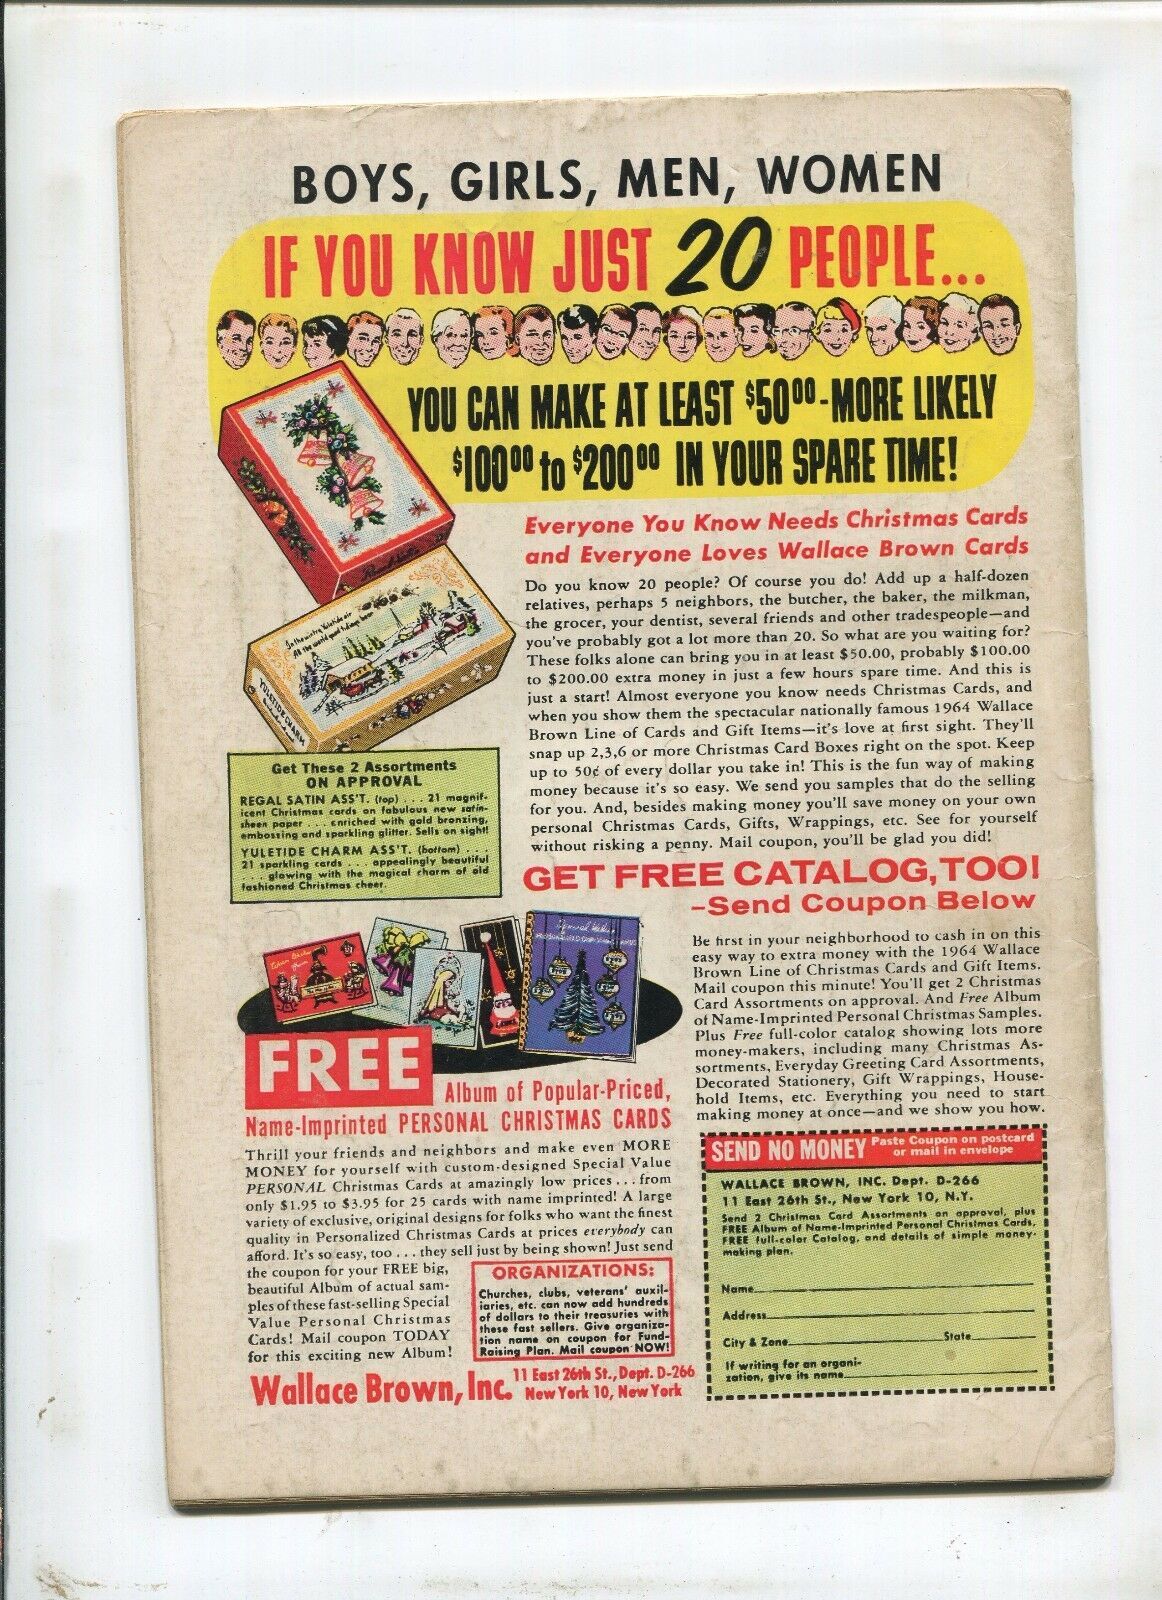 BOYS, GIRLS, MEN, WOMEN
IF YOU KNOW JUST 20 PEOPLE...
YOU CAN MAKE AT LEAST $50⁰⁰-MORE LIKELY
$100⁰⁰ to $200⁰⁰ IN YOUR SPARE TIME!
Everyone You Know Needs Christmas Cards
and Everyone Loves Wallace Brown Cards
Do you know 20 people? Of course you do! Add up a half-dozen
relatives, perhaps 5 neighbors, the butcher, the baker, the milkman,
the grocer, your dentist, several friends and other tradespeople—and
you've probably got a lot more than 20. So what are you waiting for?
These folks alone can bring you in at least $50.00, probably $100.00
to $200.00 extra money in just a few hours spare time. And this is
just a start! Almost everyone you know needs Christmas Cards, and
when you show them the spectacular nationally famous 1964 Wallace
Brown Line of Cards and Gift Items—it's love at first sight. They'll
snap up 2,3,6 or more Christmas Card Boxes right on the spot. Keep
up to 50¢ of every dollar you take in! This is the fun way of making
money because it's so easy. We send you samples that do the selling
for you. And, besides making money you'll save money on your own
personal Christmas Cards, Gifts, Wrappings, etc. See for yourself
without risking a penny. Mail coupon, you'll be glad you did!
In the wintry Yuletide air
All the world good tidings bear
YULETIDE CHARM
Get These 2 Assortments
ON APPROVAL
REGAL SATIN ASS'T. (top) . . . 21 magnif-
icent Christmas cards on fabulous new satin-
sheen paper . . . enriched with gold bronzing,
embossing and sparkling glitter. Sells on sight!
YULETIDE CHARM ASS'T. (bottom) . . .
21 sparkling cards . . . appealingly beautiful
. . . glowing with the magical charm of old
fashioned Christmas cheer.
GET FREE CATALOG, TOO!
-Send Coupon Below
Be first in your neighborhood to cash in on this
easy way to extra money with the 1964 Wallace
Brown Line of Christmas Cards and Gift Items.
Mail coupon this minute! You'll get 2 Christmas
Card Assortments on approval. And Free Album
of Name-Imprinted Personal Christmas Samples.
Plus Free full-color catalog showing lots more
money-makers, including many Christmas As-
sortments, Everyday Greeting Card Assortments,
Decorated Stationery, Gift Wrappings, House-
hold Items, etc. Everything you need to start
making money at once—and we show you how.
FREE
Album of Popular-Priced,
Name-Imprinted PERSONAL CHRISTMAS CARDS
Thrill your friends and neighbors and make even MORE
MONEY for yourself with custom-designed Special Value
PERSONAL Christmas Cards at amazingly low prices . . . from
only $1.95 to $3.95 for 25 cards with name imprinted! A large
variety of exclusive, original designs for folks who want the finest
quality in Personalized Christmas Cards at prices everybody can
afford. It's so easy, too . . . they sell just by being shown! Just send
the coupon for your FREE big,
beautiful Album of actual sam-
ples of these fast-selling Special
Value Personal Christmas
Cards! Mail coupon TODAY
for this exciting new Album!
ORGANIZATIONS:
Churches, clubs, veterans' auxil-
iaries, etc. can now add hundreds
of dollars to their treasuries with
these fast sellers. Give organiza-
tion name on coupon for Fund-
Raising Plan. Mail coupon NOW!
Wallace Brown, Inc. 11 East 26th St., Dept. D-266
New York 10, New York
SEND NO MONEY Paste Coupon on postcard
or mail in envelope
WALLACE BROWN, INC. Dept. D-266
11 East 26th St., New York 10, N.Y.
Send 2 Christmas Card Assortments on approval, plus
FREE Album of Name-Imprinted Personal Christmas Cards,
FREE full-color Catalog, and details of simple money-
making plan.
Name
Address
City & Zone State
If writing for an organi-
zation, give its name